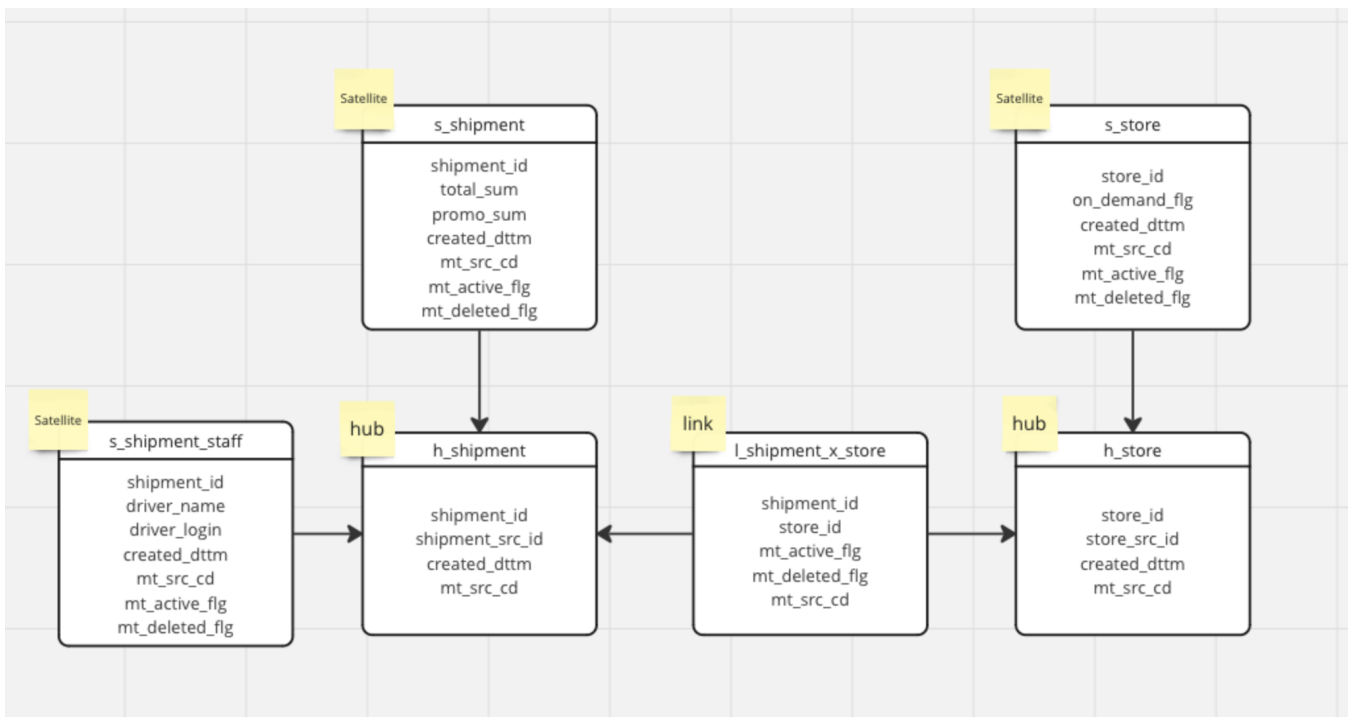 Satellite
s_shipment
shipment_id
total_sum
promo_sum
created_dttm
mt_src_cd
mt_active_flg
mt_deleted_flg
Satellite
s_store
store_id
on_demand_flg
created_dttm
mt_src_cd
mt_active_flg
mt_deleted_flg
Satellite
s_shipment_staff
shipment_id
driver_name
driver_login
created_dttm
mt_src_cd
mt_active_flg
mt_deleted_flg
hub
h_shipment
shipment_id
shipment_src_id
created_dttm
mt_src_cd
link
l_shipment_x_store
shipment_id
store_id
mt_active_flg
mt_deleted_flg
mt_src_cd
hub
h_store
store_id
store_src_id
created_dttm
mt_src_cd